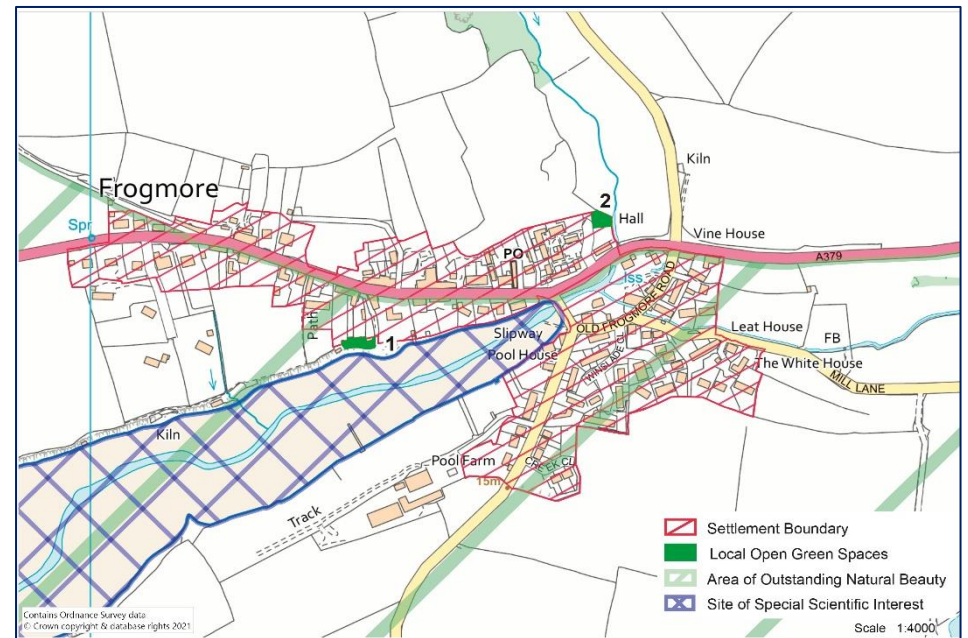 Frogmore
Spr
Kiln
2
Hall
Vine House
PO
A379
Iss
OLD FROGMORE ROAD
Path
1
Slipway
Pool House
TWINSLADE CL
Leat House
FB
The White House
MILL LANE
Kiln
Pool Farm
CREEK CL
15m
Track
Settlement Boundary
Local Open Green Spaces
Area of Outstanding Natural Beauty
Site of Special Scientific Interest
Contains Ordnance Survey data
© Crown copyright & database rights 2021
Scale 1:4000